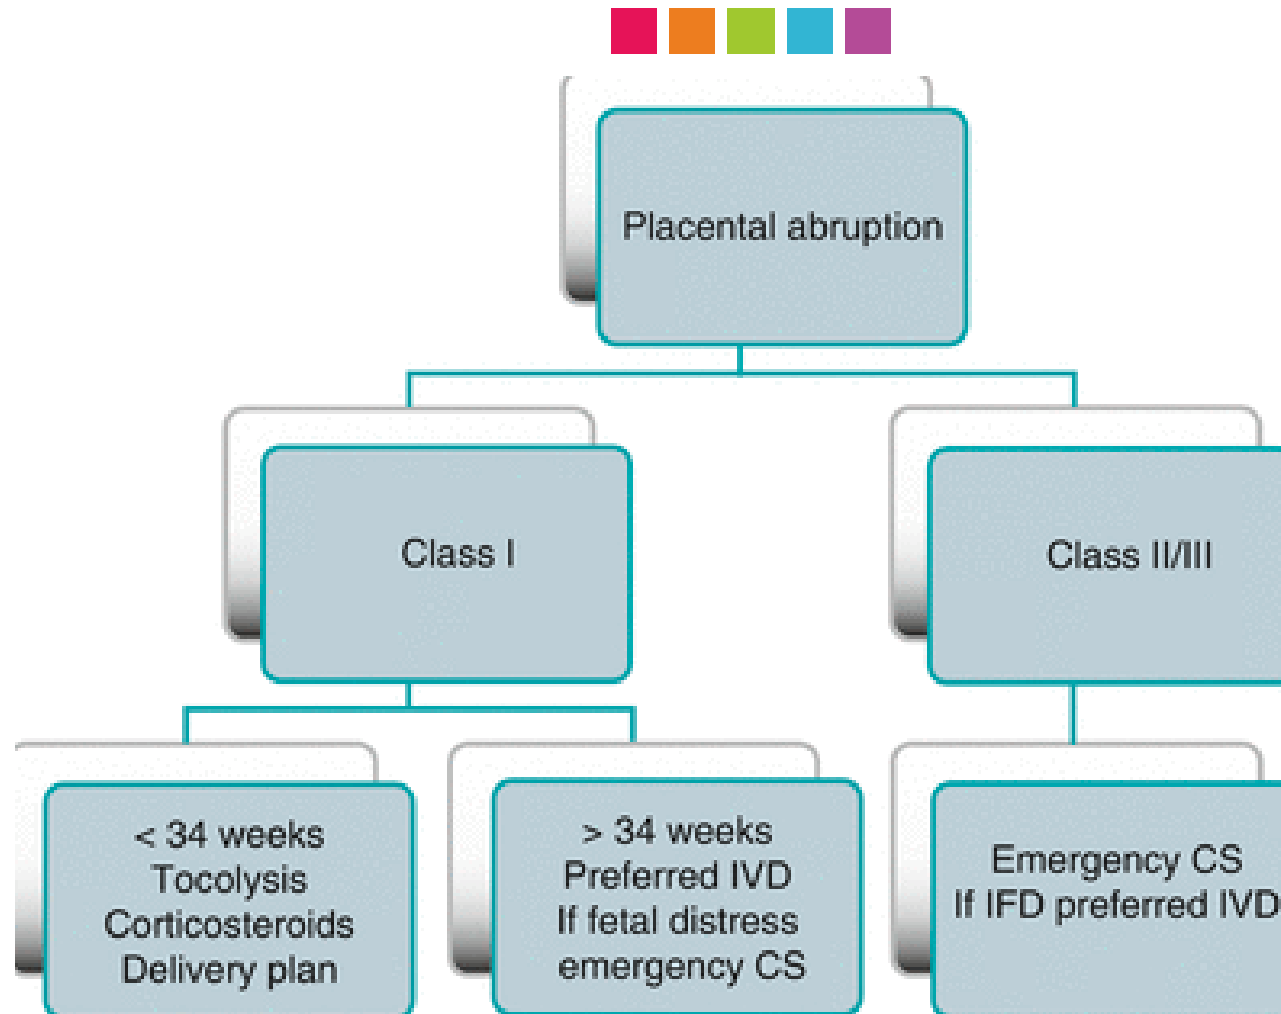 Placental abruption
Class I
Class II/III
< 34 weeks
Tocolysis
Corticosteroids
Delivery plan
> 34 weeks
Preferred IVD
If fetal distress
emergency CS
Emergency CS
If IFD preferred IVD